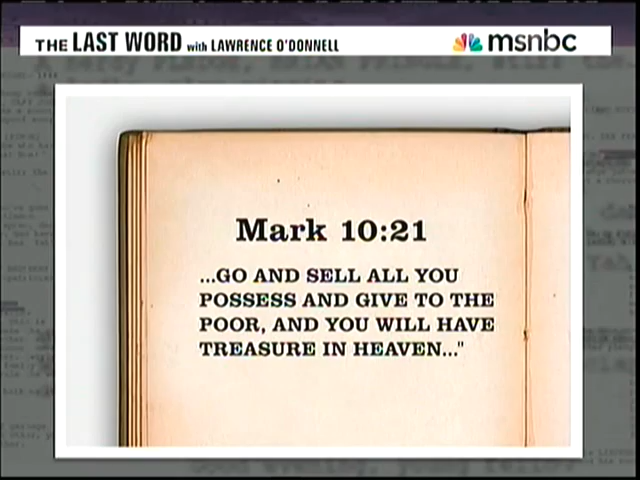 THE LAST WORD with LAWRENCE O'DONNELL
msnbc
Mark 10:21
...GO AND SELL ALL YOU
POSSESS AND GIVE TO THE
POOR, AND YOU WILL HAVE
TREASURE IN HEAVEN..."